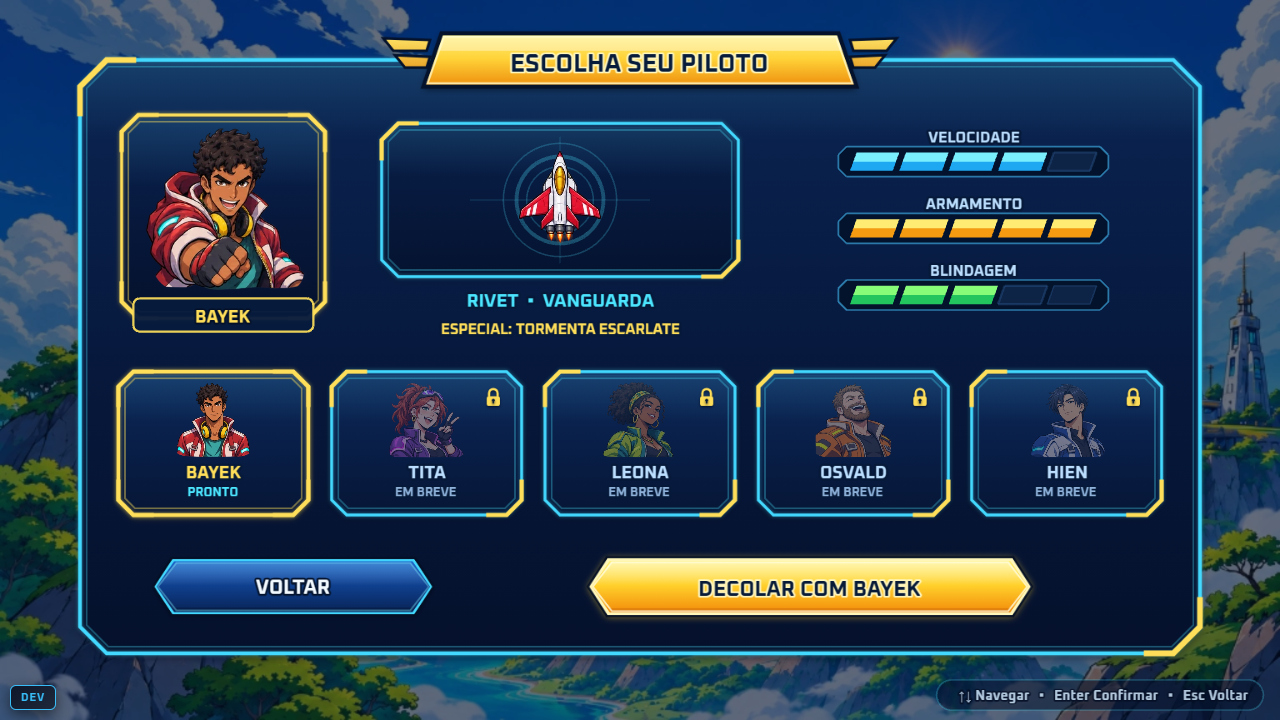 ESCOLHA SEU PILOTO
BAYEK
RIVET • VANGUARDA
ESPECIAL: TORMENTA ESCARLATE
VELOCIDADE
ARMAMENTO
BLINDAGEM
BAYEK
PRONTO
TITA
EM BREVE
LEONA
EM BREVE
OSVALD
EM BREVE
HIEN
EM BREVE
VOLTAR
DECOLAR COM BAYEK
DEV
↑↓ Navegar • Enter Confirmar • Esc Voltar